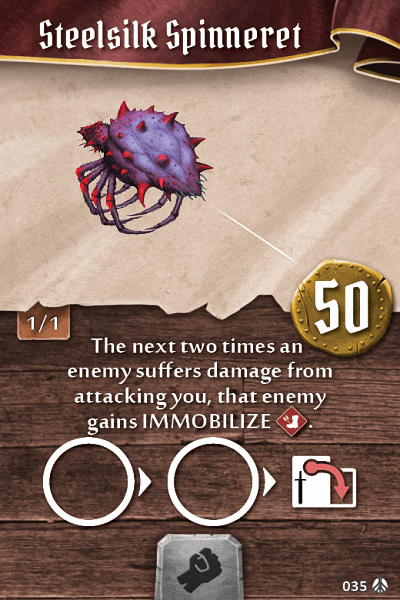 Steelsilk Spinneret
50
1/1
The next two times an
enemy suffers damage from
attacking you, that enemy
gains IMMOBILIZE.
035